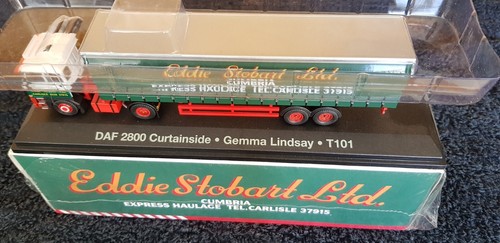 Eddie Stobart Ltd.
CUMBRIA
EXPRESS HAULAGE TEL.CARLISLE 37915
DAF 2800 Curtainside • Gemma Lindsay • T101
Eddie Stobart Ltd.
CUMBRIA
EXPRESS HAULAGE TEL.CARLISLE 37915